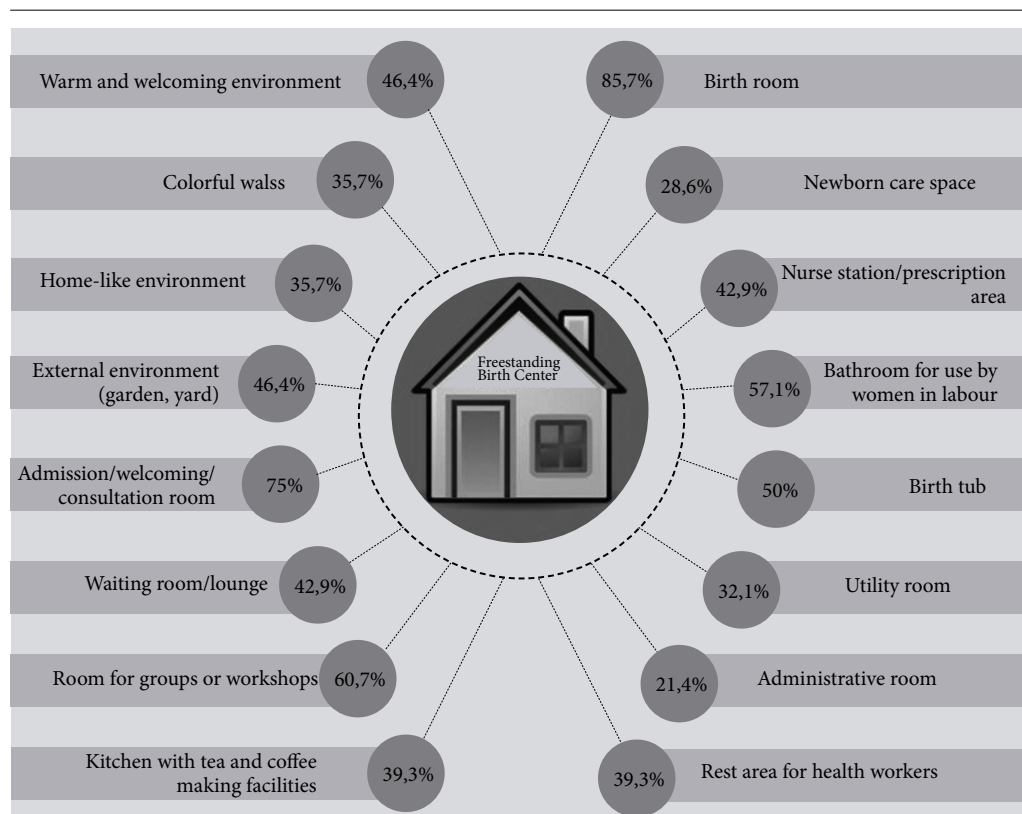 Warm and welcoming environment
46,4%
85,7%
Birth room
Colorful walss
35,7%
28,6%
Newborn care space
Home-like environment
35,7%
42,9%
Nurse station/prescription
area
Freestanding
Birth Center
External environment
(garden, yard)
46,4%
57,1%
Bathroom for use by
women in labour
Admission/welcoming/
consultation room
75%
50%
Birth tub
Waiting room/lounge
42,9%
32,1%
Utility room
Room for groups or workshops
60,7%
21,4%
Administrative room
Kitchen with tea and coffee
making facilities
39,3%
39,3%
Rest area for health workers